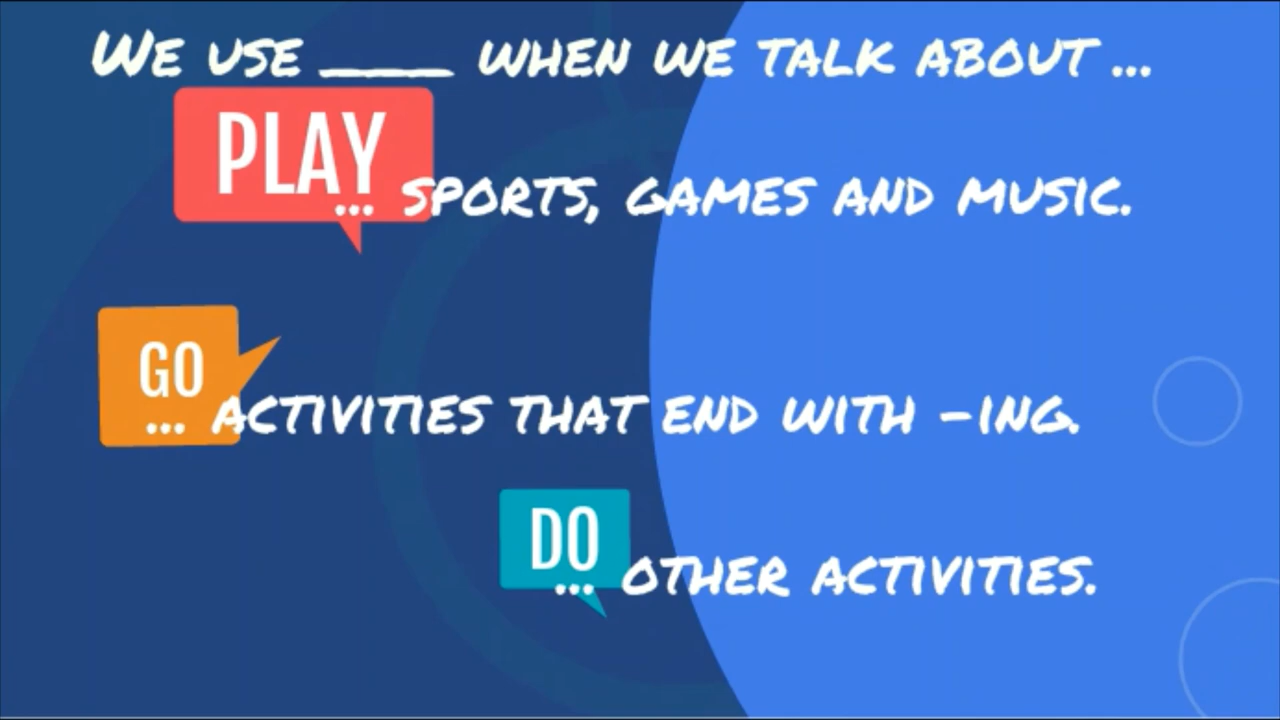 WE USE ____ WHEN WE TALK ABOUT ...
PLAY
... SPORTS, GAMES AND MUSIC.
GO
... ACTIVITIES THAT END WITH -ING.
DO
... OTHER ACTIVITIES.